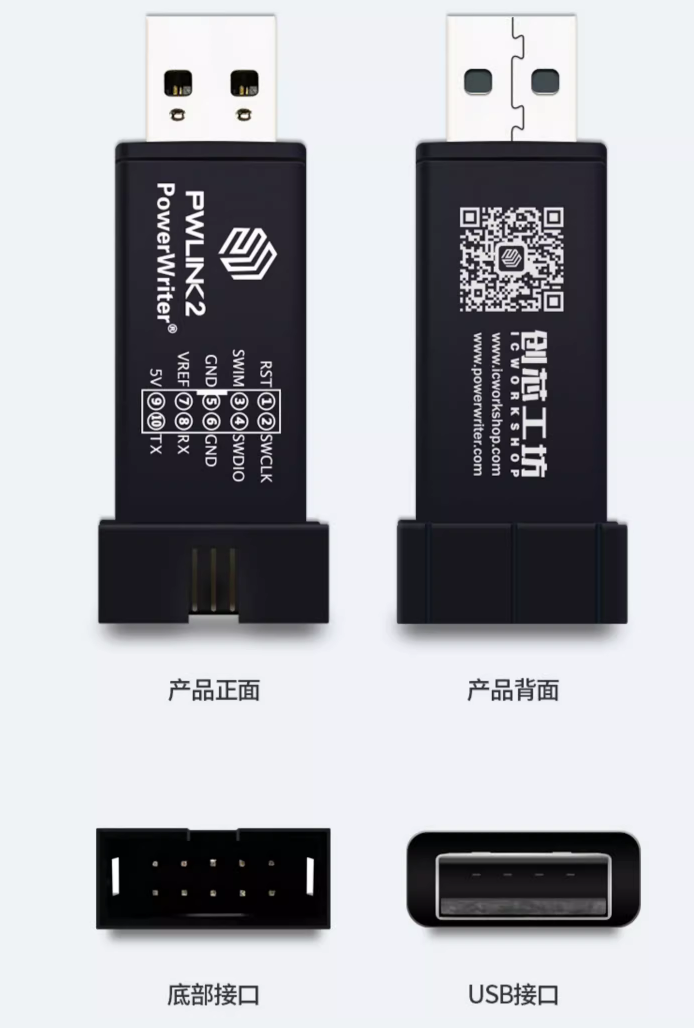 PWLINK2
PowerWriter®
RST
SWIM
GND
VREF
5V
① ③ ⑤ ⑦ ⑨
② ④ ⑥ ⑧ ⑩
SWCLK
SWDIO
GND
RX
TX
创芯工坊
ICWORKSHOP
www.icworkshop.com
www.powerwriter.com
产品正面
产品背面
底部接口
USB接口